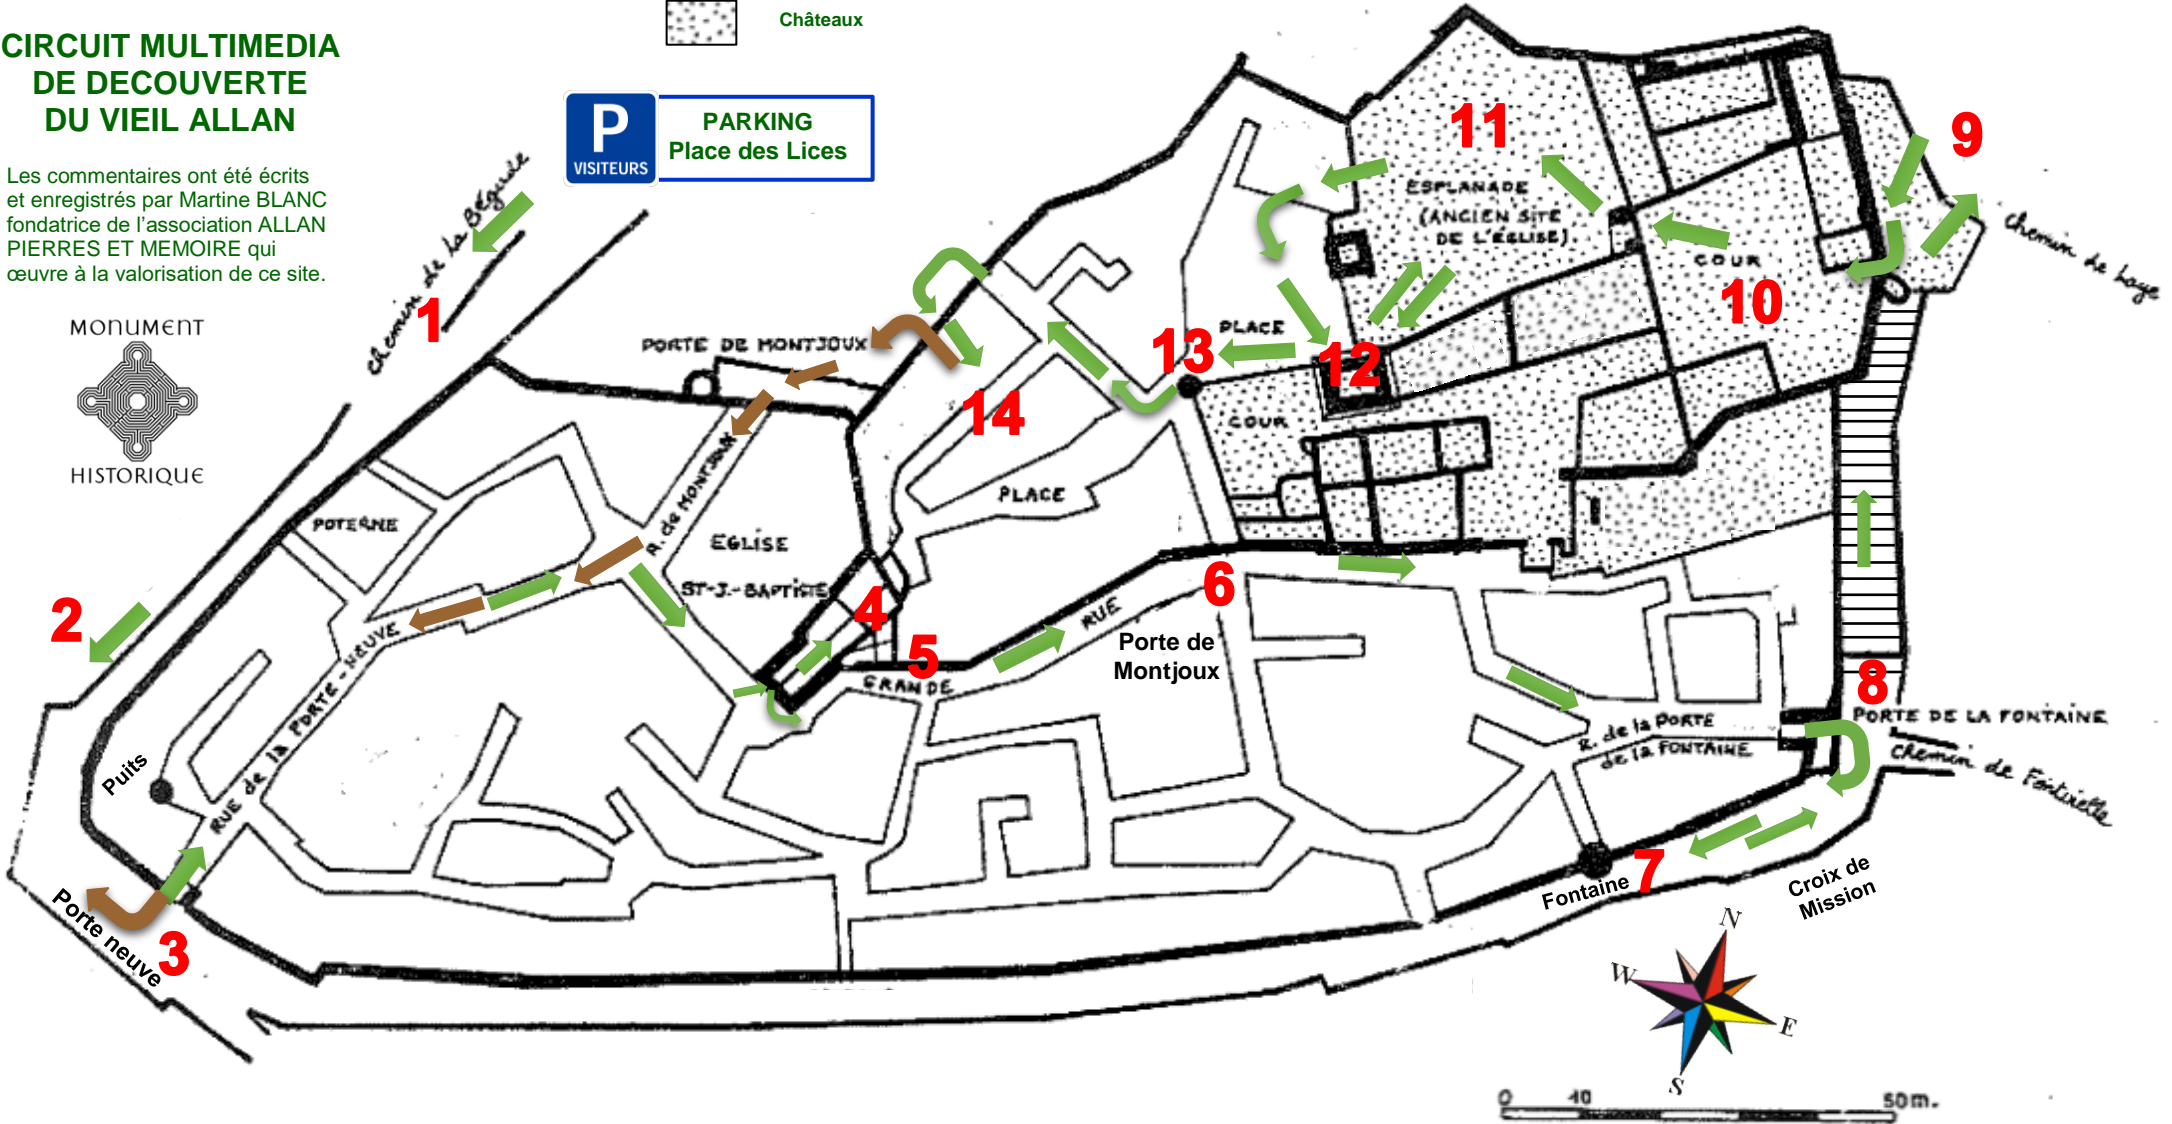 Châteaux
CIRCUIT MULTIMEDIA
DE DECOUVERTE
DU VIEIL ALLAN
P
VISITEURS
PARKING
Place des Lices
Les commentaires ont été écrits
et enregistrés par Martine BLANC
fondatrice de l'association ALLAN
PIERRES ET MEMOIRE qui
œuvre à la valorisation de ce site.
MONUMENT
HISTORIQUE
chemin de la Bégude
1
2
3
4
5
6
7
8
9
10
11
12
13
14
PORTE DE MONTJOUX
R. de MONTJOUX
POTERNE
EGLISE
ST-J.-BAPTISTE
RUE de la PORTE-NEUVE
Puits
Porte neuve
GRANDE
RUE
Porte de
Montjoux
PLACE
PLACE
COUR
ESPLANADE
(ANCIEN SITE
DE L'ÉGLISE)
COUR
chemin de Laye
PORTE DE LA FONTAINE
chemin de Fontuzelle
R. de la PORTE
de la FONTAINE
Fontaine
Croix de
Mission
N
W
E
S
0 10 50m.